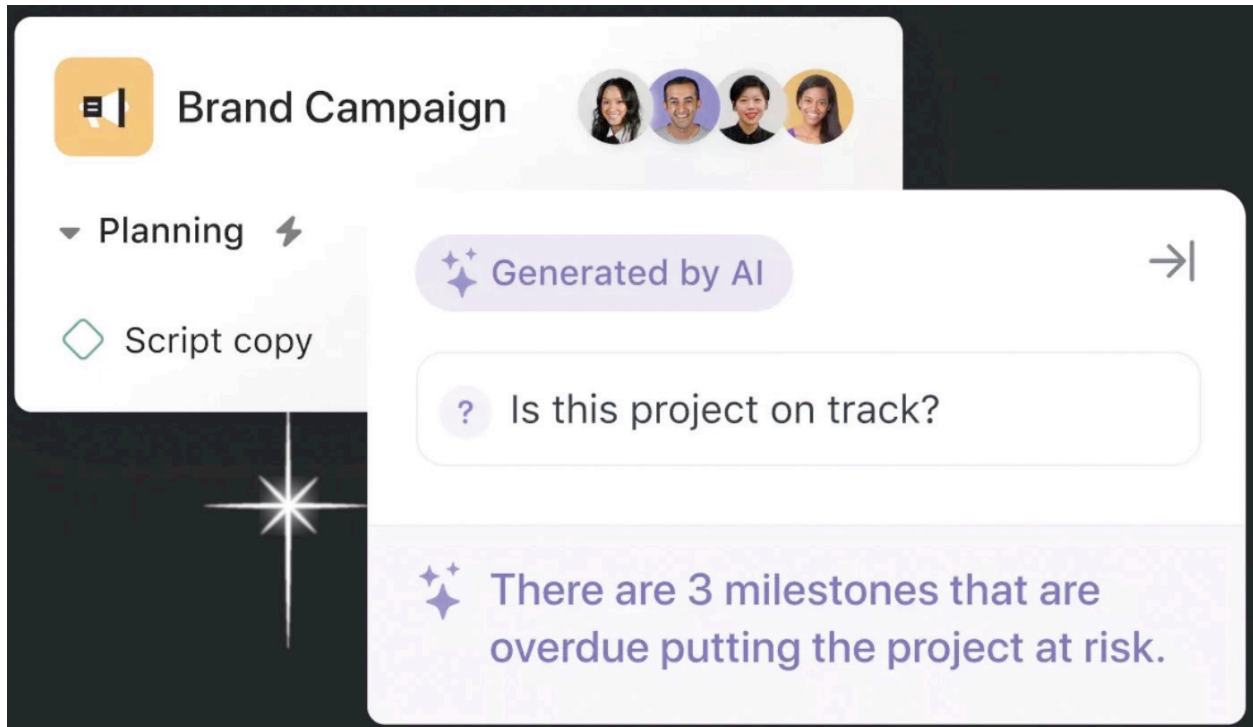 Brand Campaign
Planning
Script copy
Generated by AI
? Is this project on track?
There are 3 milestones that are
overdue putting the project at risk.